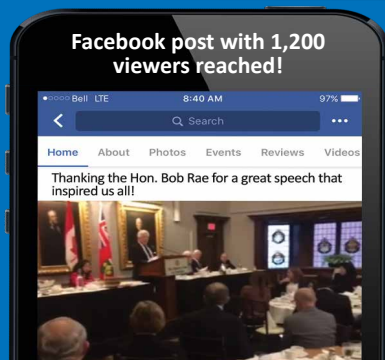 Facebook post with 1,200
viewers reached!
Bell LTE 8:40 AM 97%
Search
Home About Photos Events Reviews Videos
Thanking the Hon. Bob Rae for a great speech that
inspired us all!